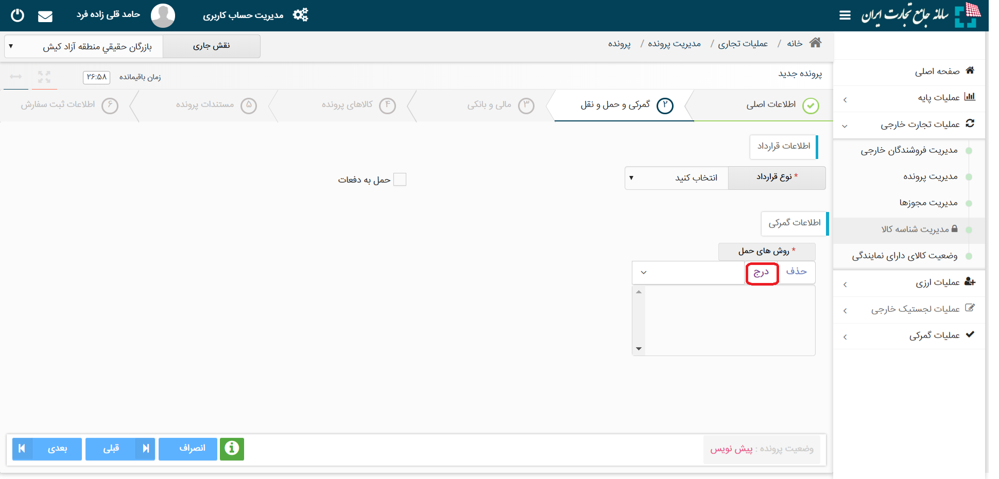 سامانه جامع تجارت ایران
مدیریت حساب کاربری
حامد قلی زاده فرد
خانه / عملیات تجاری / مدیریت پرونده / پرونده
نقش جاری
بازرگان حقيقي منطقه آزاد کیش
پرونده جدید
زمان باقیمانده ۲۶:۵۸
اطلاعات اصلی
۲ گمرکی و حمل و نقل
۳ مالی و بانکی
۴ کالاهای پرونده
۵ مستندات پرونده
۶ اطلاعات ثبت سفارش
صفحه اصلی
عملیات پایه
عملیات تجارت خارجی
مدیریت فروشندگان خارجی
مدیریت پرونده
مدیریت مجوزها
مدیریت شناسه کالا
وضعیت کالای دارای نمایندگی
عملیات ارزی
عملیات لجستیک خارجی
عملیات گمرکی
اطلاعات قرارداد
* نوع قرارداد
انتخاب کنید
حمل به دفعات
اطلاعات گمرکی
* روش های حمل
حذف
درج
وضعیت پرونده : پیش نویس
انصراف
قبلی
بعدی